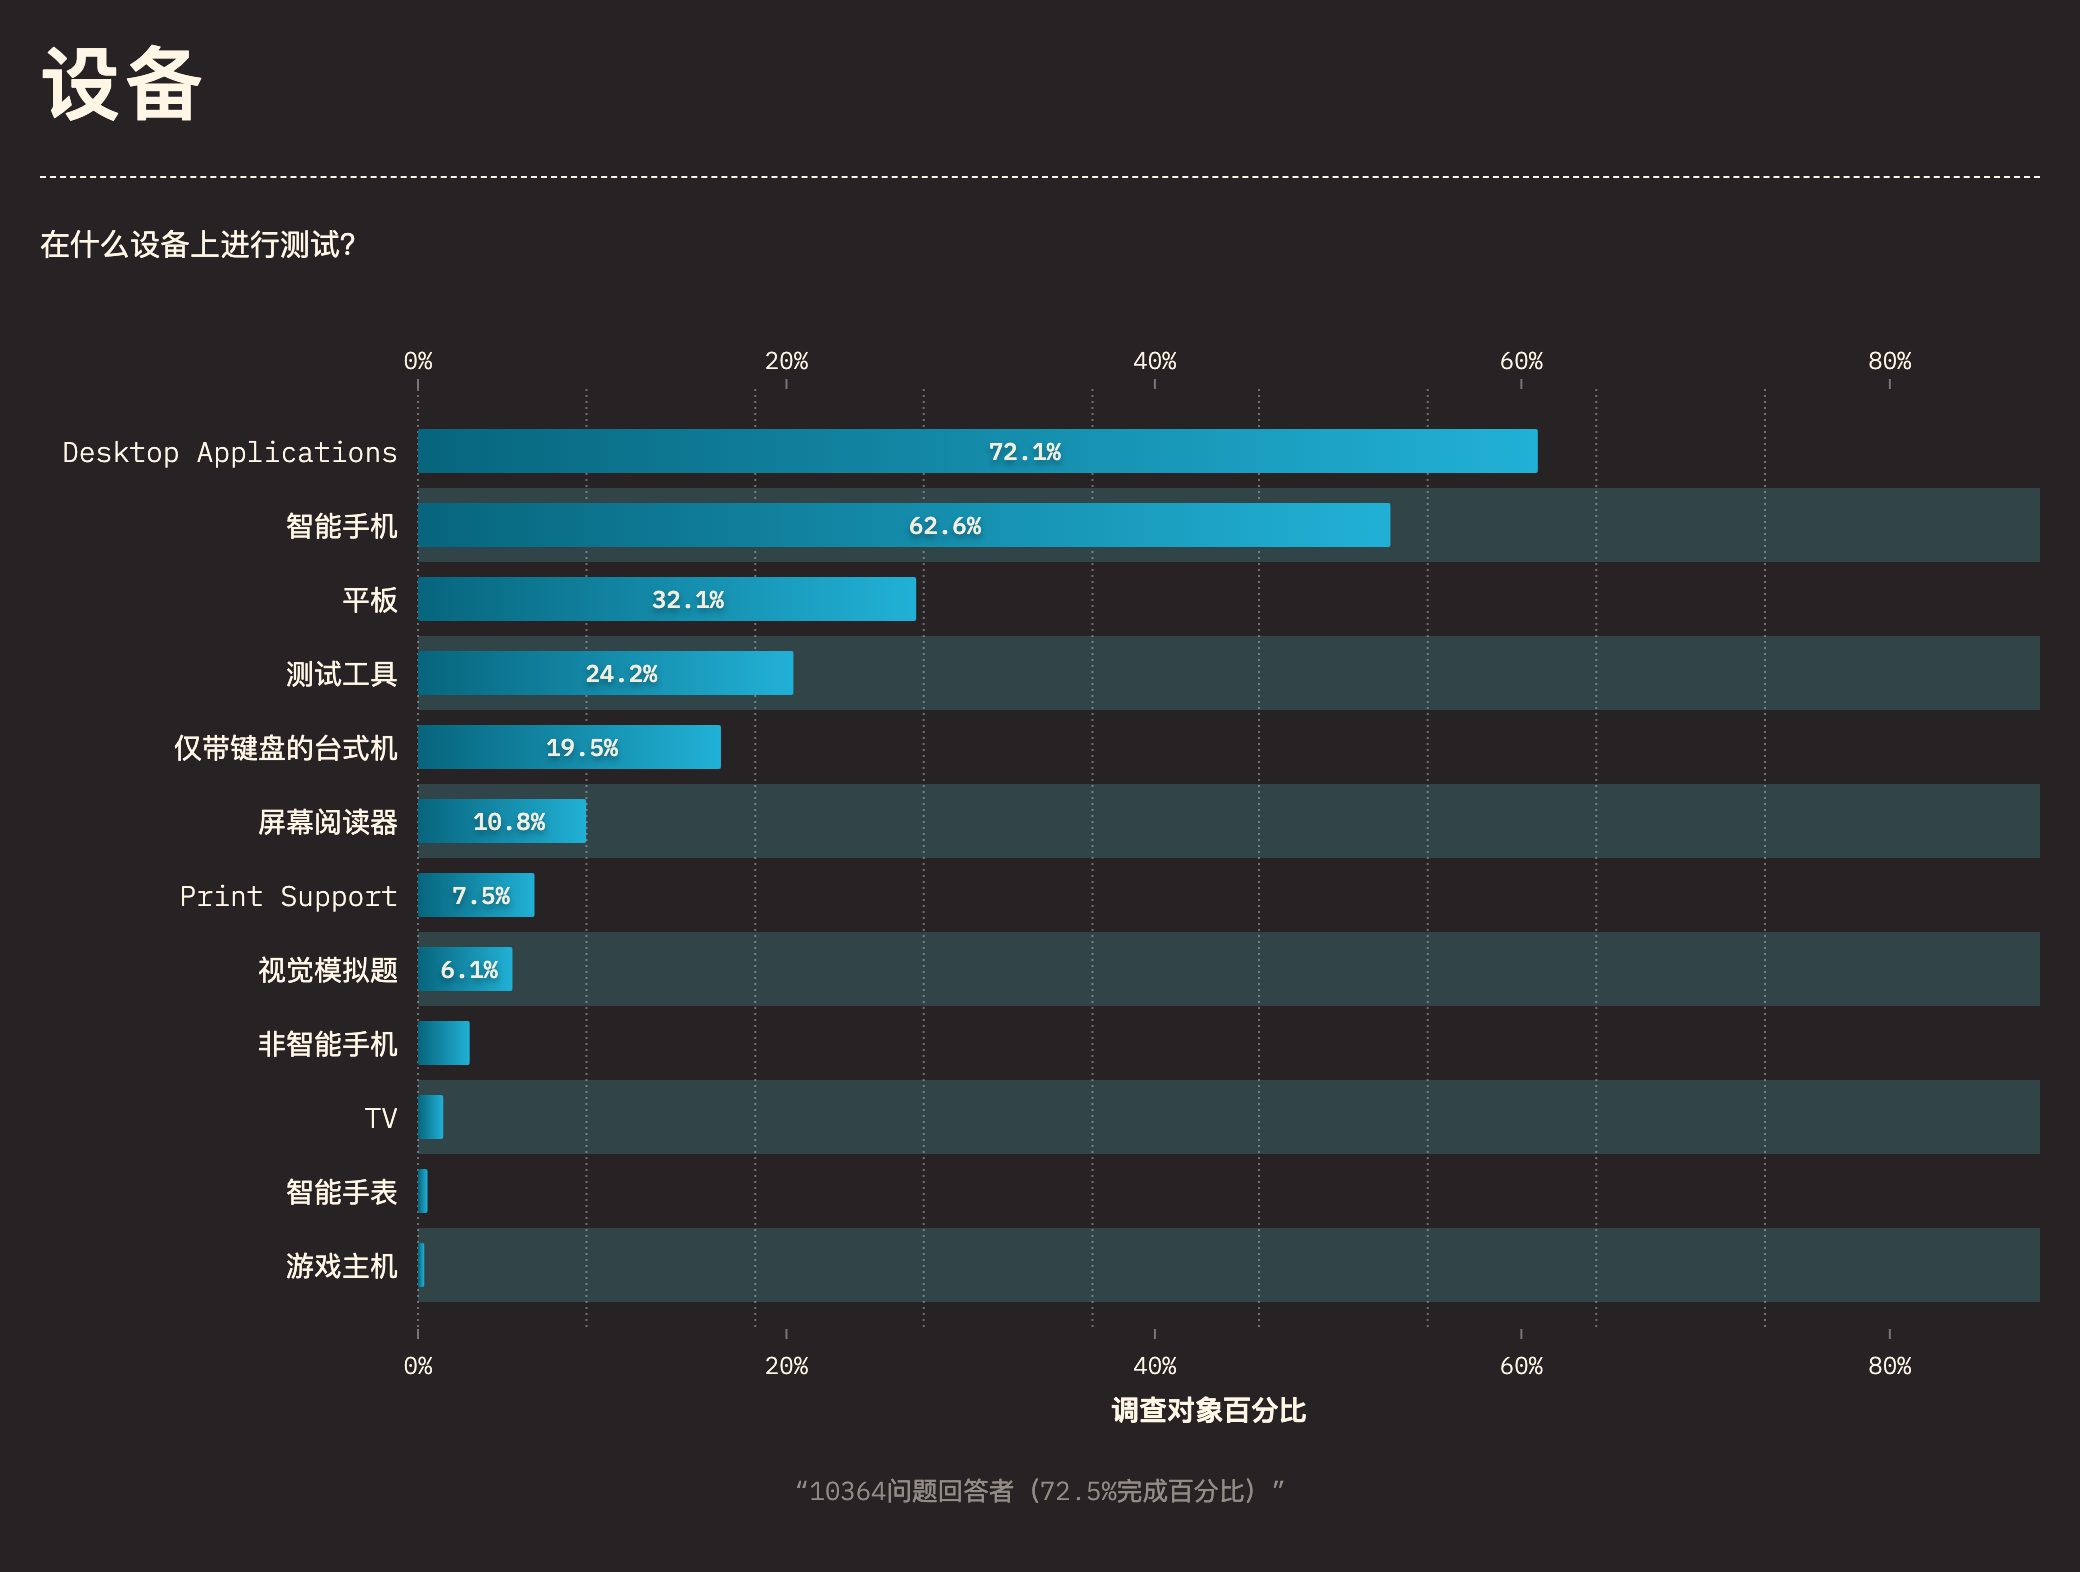 设备
在什么设备上进行测试?
0% 20% 40% 60% 80%
Desktop Applications 72.1%
智能手机 62.6%
平板 32.1%
测试工具 24.2%
仅带键盘的台式机 19.5%
屏幕阅读器 10.8%
Print Support 7.5%
视觉模拟题 6.1%
非智能手机
TV
智能手表
游戏主机
0% 20% 40% 60% 80%
调查对象百分比
“10364问题回答者（72.5%完成百分比）”